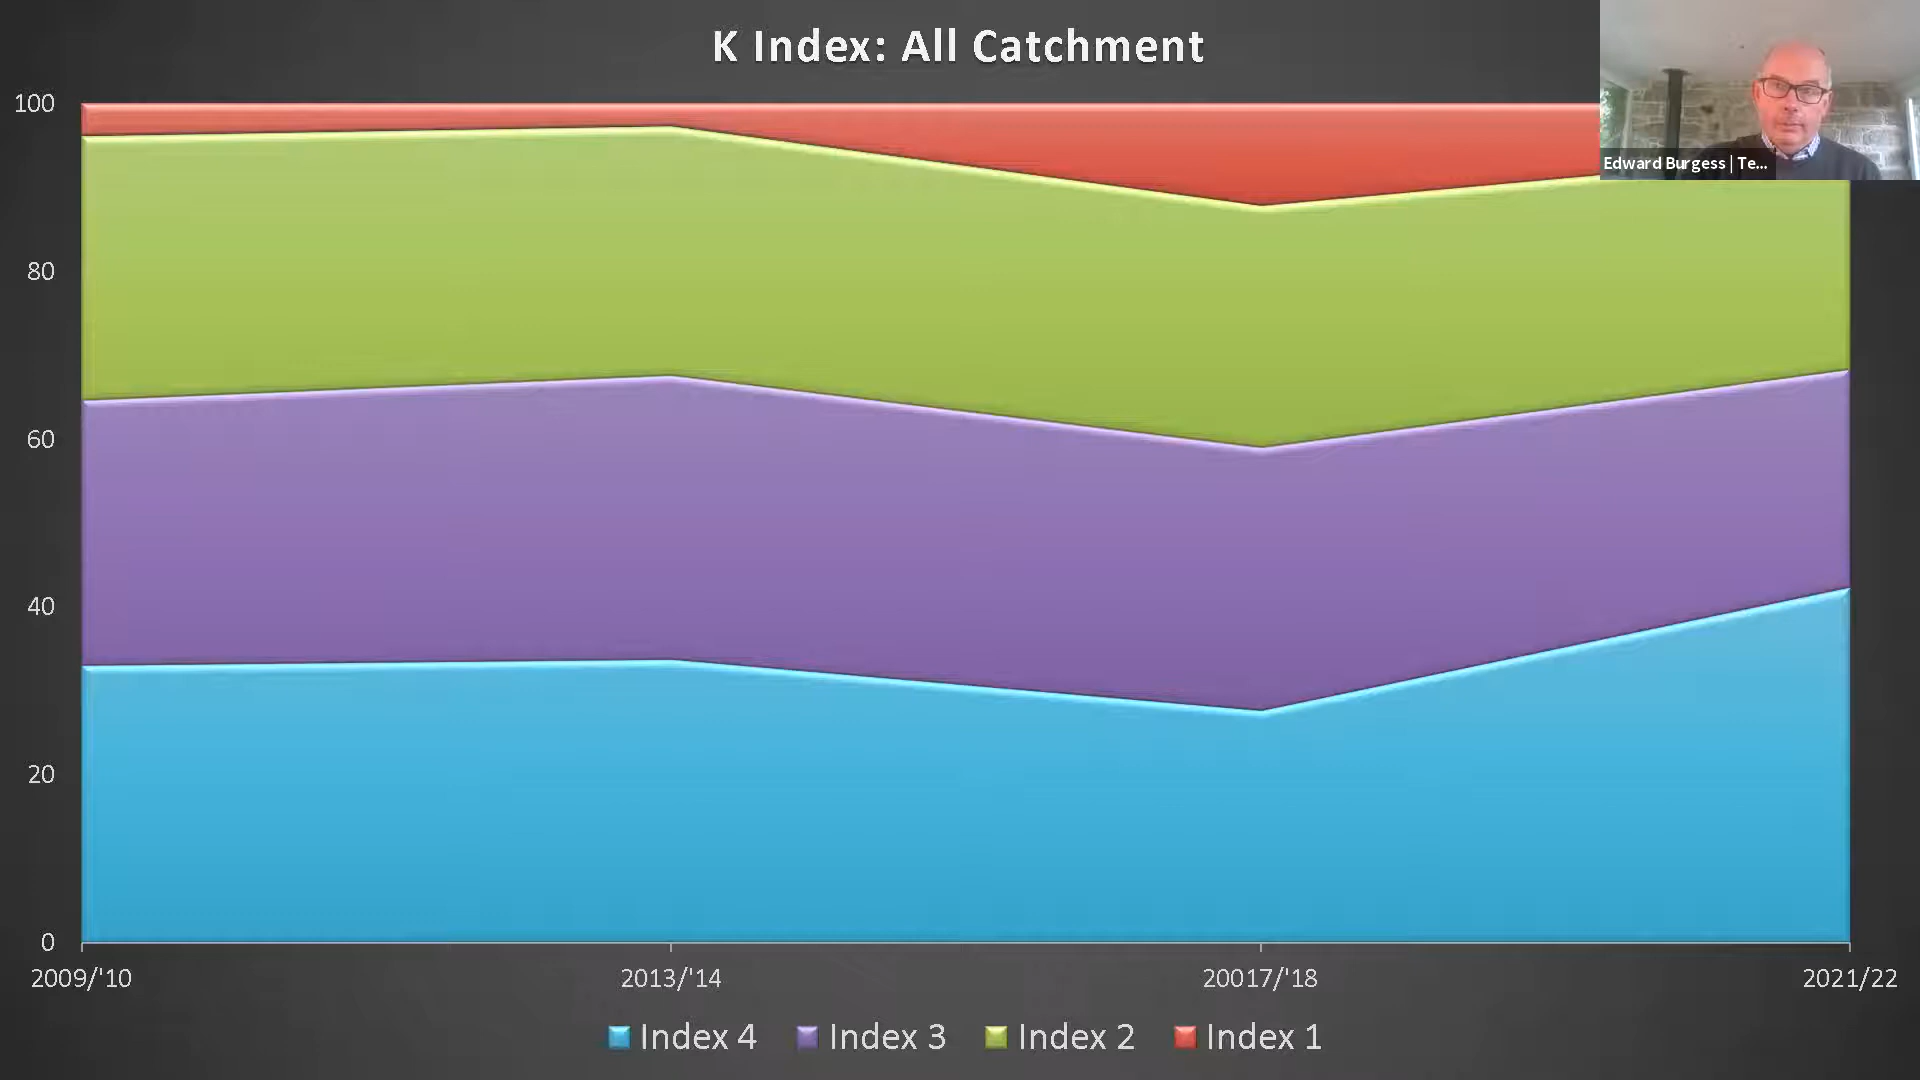 K Index: All Catchment
Edward Burgess | Te...
100
80
60
40
20
0
2009/'10 2013/'14 20017/'18 2021/22
Index 4 Index 3 Index 2 Index 1